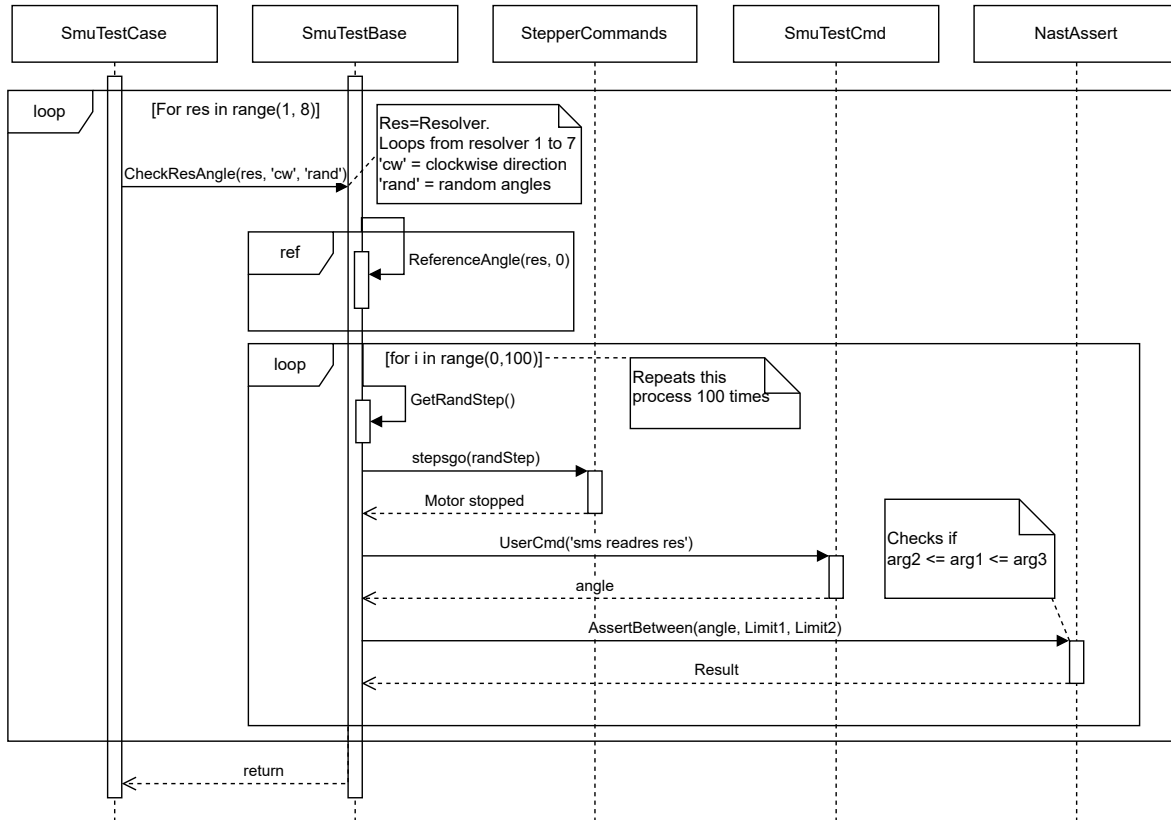 SmuTestCase
SmuTestBase
StepperCommands
SmuTestCmd
NastAssert
loop
[For res in range(1, 8)]
Res=Resolver.
Loops from resolver 1 to 7
'cw' = clockwise direction
'rand' = random angles
CheckResAngle(res, 'cw', 'rand')
ref
ReferenceAngle(res, 0)
loop
[for i in range(0,100)]
Repeats this
process 100 times
GetRandStep()
stepsgo(randStep)
Motor stopped
Checks if
arg2 <= arg1 <= arg3
UserCmd('sms readres res')
angle
AssertBetween(angle, Limit1, Limit2)
Result
return